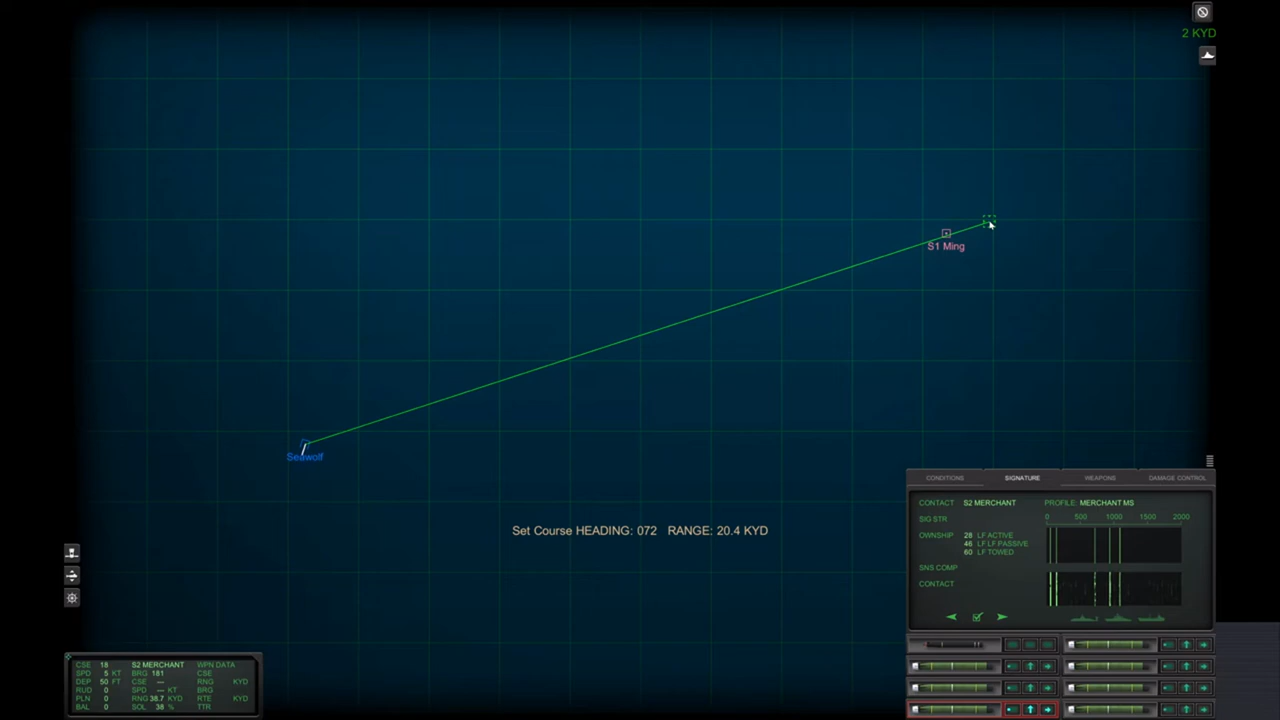 2 KYD
S1 Ming
Seawolf
Set Course HEADING: 072 RANGE: 20.4 KYD
CONDITIONS SIGNATURE WEAPONS DAMAGE CONTROL
CONTACT S2 MERCHANT PROFILE: MERCHANT MS
SIG STR 0 500 1000 1500 2000
OWNSHIP 28 LF ACTIVE
46 LF LF PASSIVE
60 LF TOWED
SNS COMP
CONTACT
CSE 18 S2 MERCHANT WPN DATA
SPD 5 KT BRG 181 CSE
DEP 50 FT CSE --- RNG KYD
RUD 0 SPD --- KT BRG
PLN 0 RNG 38.7 KYD RTE KYD
BAL 0 SOL 38 % TTR